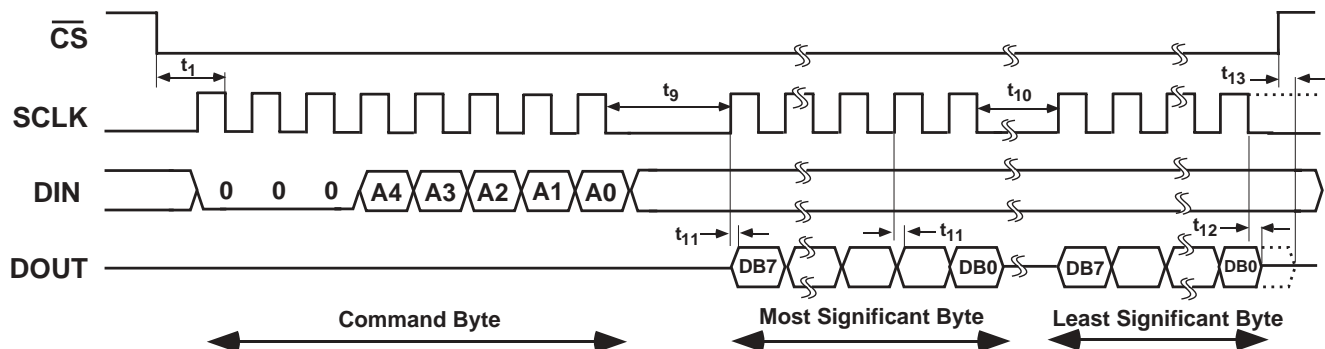 CS
t1
t13
t9
t10
SCLK
DIN
0 0 0 A4 A3 A2 A1 A0
t11
t11
t12
DOUT
DB7 DB0 DB7 DB0
Command Byte
Most Significant Byte
Least Significant Byte